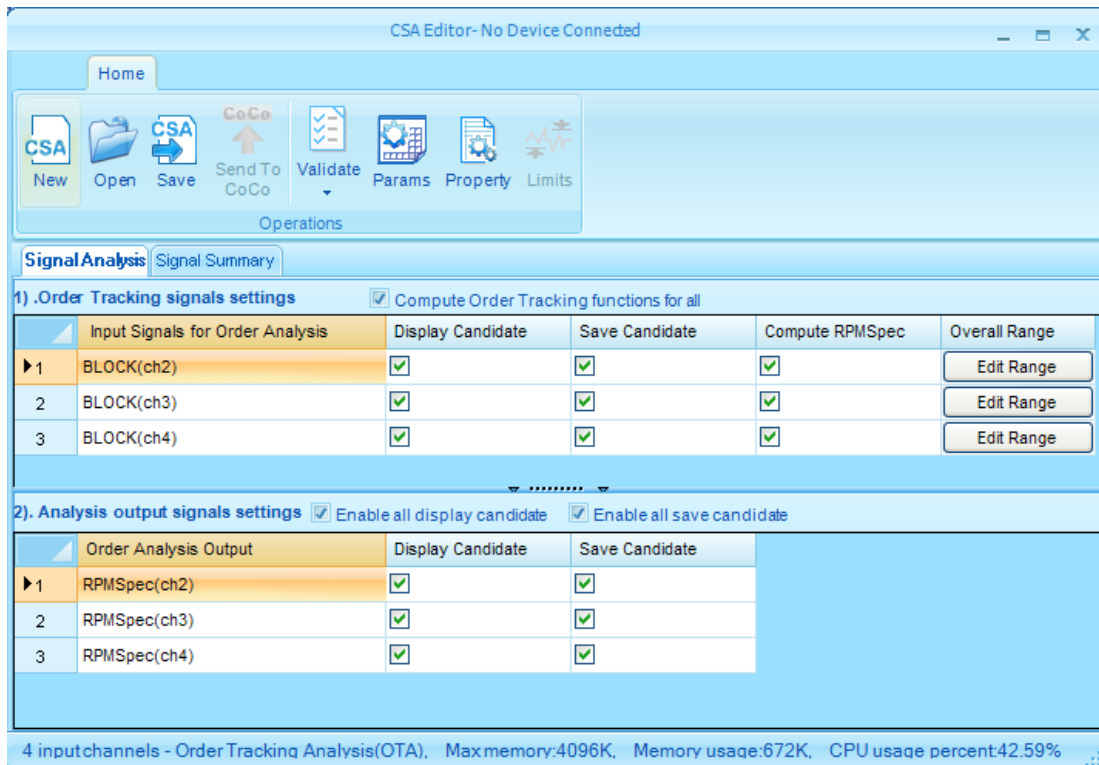 CSA Editor- No Device Connected
Home
CSA
New
Open
CSA
Save
CoCo
Send To
CoCo
Validate
Params
Property
Limits
Operations
Signal Analysis
Signal Summary
1) .Order Tracking signals settings
Compute Order Tracking functions for all
Input Signals for Order Analysis
Display Candidate
Save Candidate
Compute RPMSpec
Overall Range
1 BLOCK(ch2) Edit Range
2 BLOCK(ch3) Edit Range
3 BLOCK(ch4) Edit Range
2). Analysis output signals settings
Enable all display candidate
Enable all save candidate
Order Analysis Output
Display Candidate
Save Candidate
1 RPMSpec(ch2)
2 RPMSpec(ch3)
3 RPMSpec(ch4)
4 input channels - Order Tracking Analysis(OTA), Max memory:4096K, Memory usage:672K, CPU usage percent:42.59%